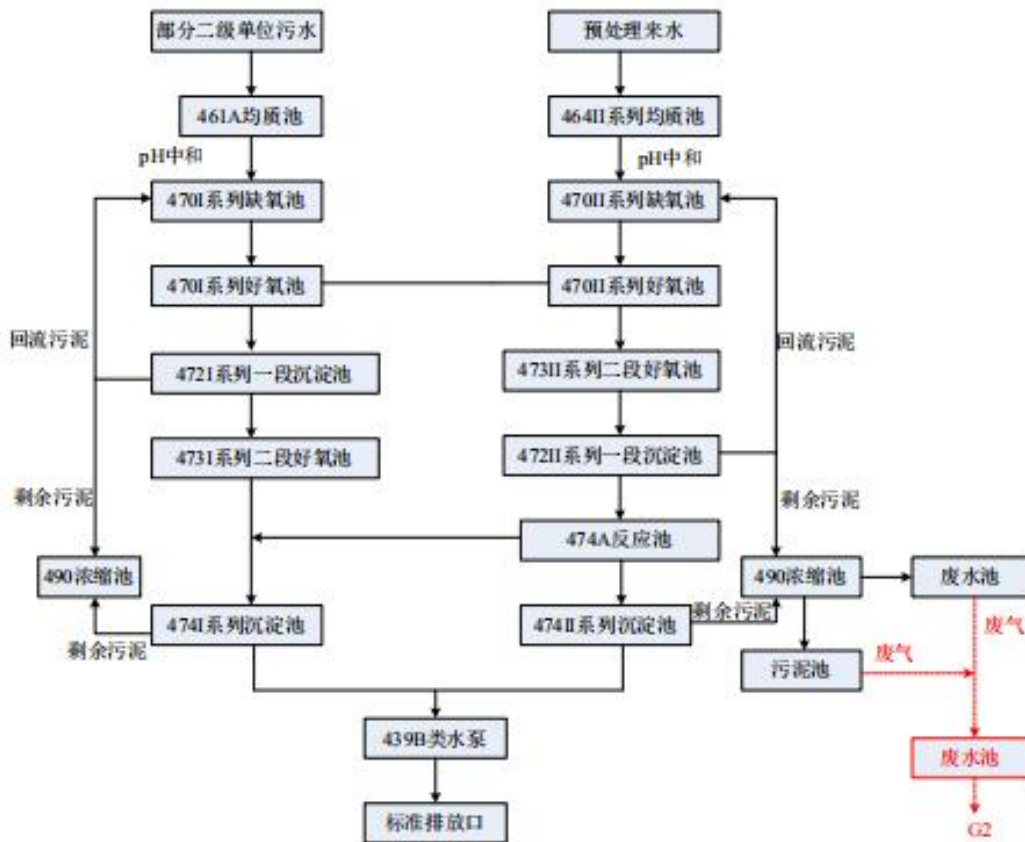 部分二级单位污水
预处理来水
461A均质池
464II系列均质池
pH中和
pH中和
470I系列缺氧池
470II系列缺氧池
470I系列好氧池
470II系列好氧池
回流污泥
回流污泥
472I系列一段沉淀池
473II系列二段好氧池
473I系列二段好氧池
472II系列一段沉淀池
剩余污泥
剩余污泥
474A反应池
490浓缩池
490浓缩池
废水池
474I系列沉淀池
474II系列沉淀池
剩余污泥
废气
剩余污泥
废气
污泥池
439B类水泵
废水池
标准排放口
G2